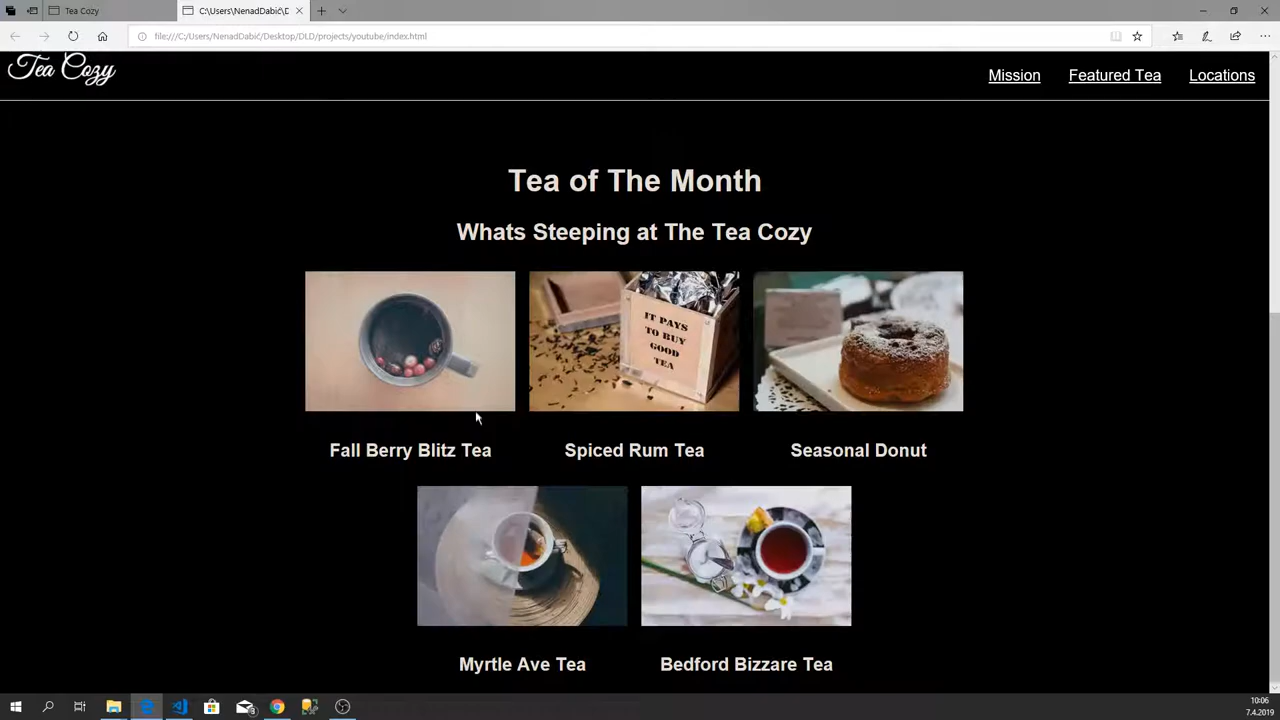 Tea Cozy
C:\Users\NenadDabić\D
file:///C:/Users/NenadDabić/Desktop/DLD/projects/youtube/index.html
Tea Cozy
Mission
Featured Tea
Locations
Tea of The Month
Whats Steeping at The Tea Cozy
IT PAYS
TO BUY
GOOD
TEA
Fall Berry Blitz Tea
Spiced Rum Tea
Seasonal Donut
Myrtle Ave Tea
Bedford Bizzare Tea
10:06
7.4.2019